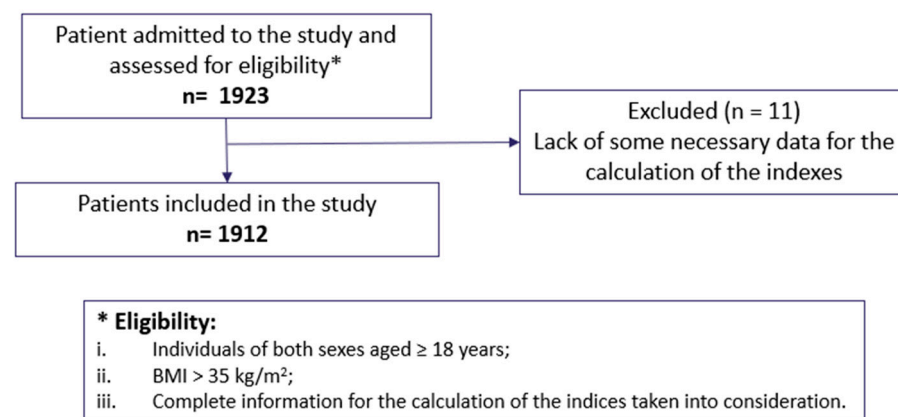 Patient admitted to the study and
assessed for eligibility*
n= 1923
Excluded (n = 11)
Lack of some necessary data for the
calculation of the indexes
Patients included in the study
n= 1912
* Eligibility:
i. Individuals of both sexes aged ≥ 18 years;
ii. BMI > 35 kg/m²;
iii. Complete information for the calculation of the indices taken into consideration.